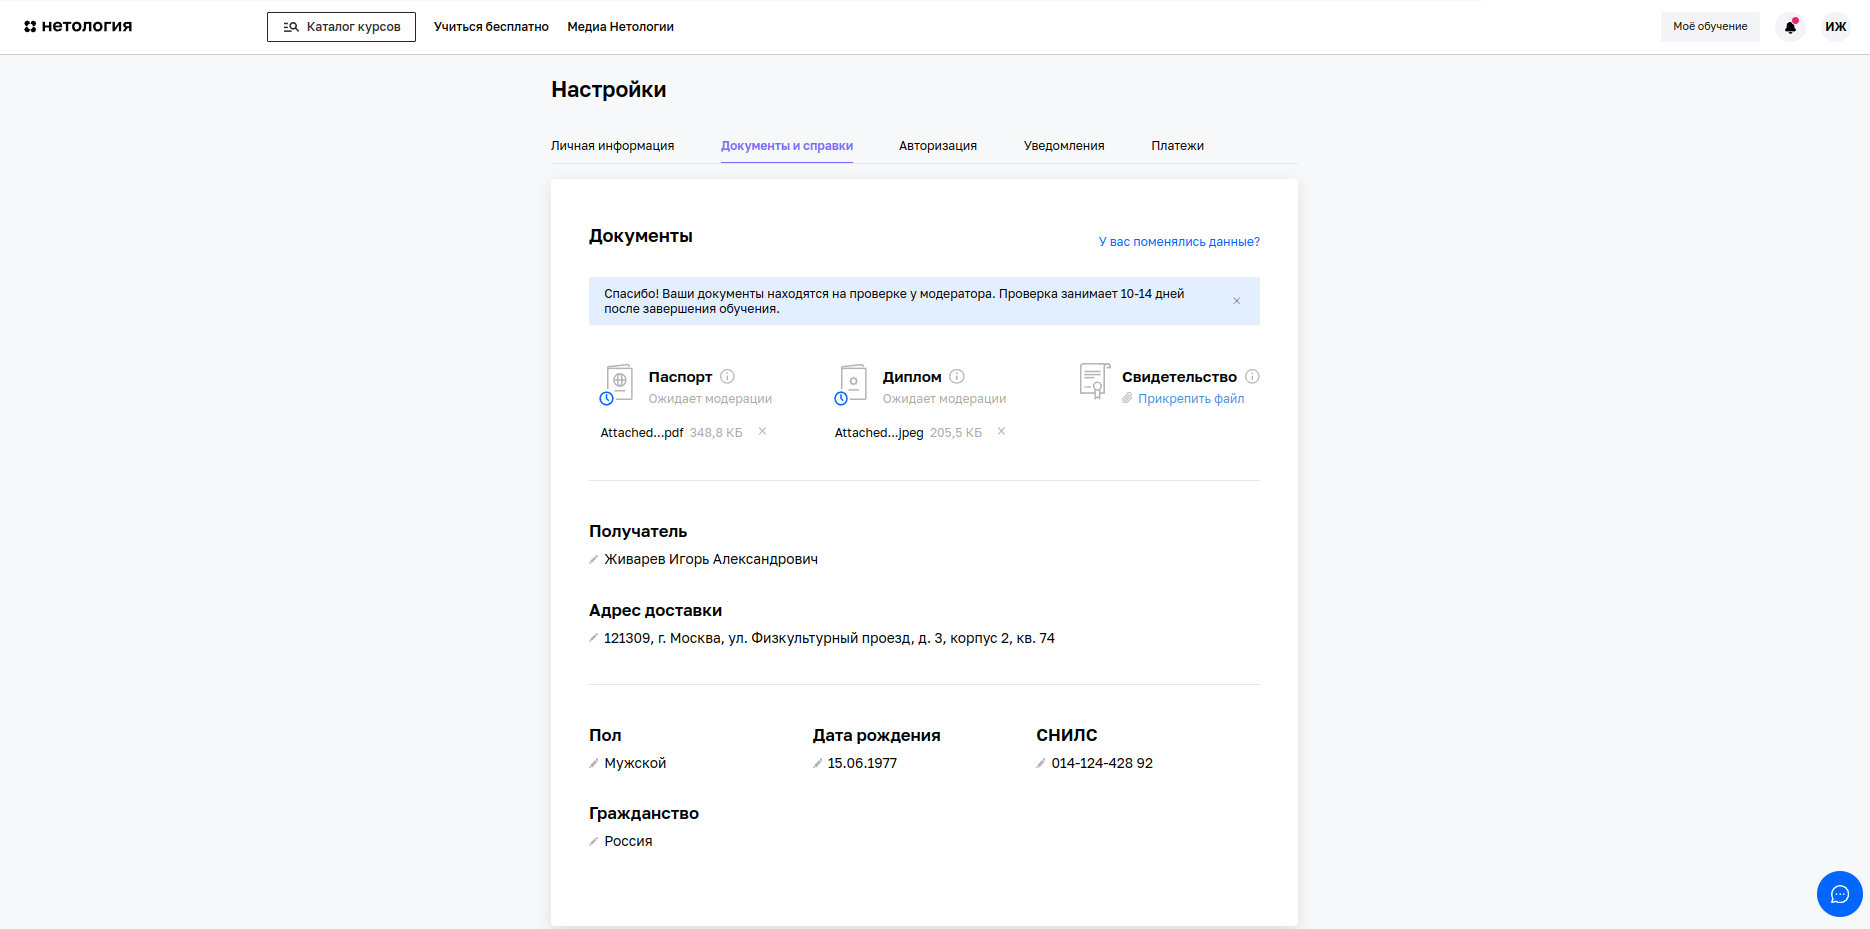 нетология
Каталог курсов
Учиться бесплатно
Медиа Нетологии
Моё обучение
ИЖ
Настройки
Личная информация
Документы и справки
Авторизация
Уведомления
Платежи
Документы
У вас поменялись данные?
Спасибо! Ваши документы находятся на проверке у модератора. Проверка занимает 10-14 дней
после завершения обучения.
Паспорт
Ожидает модерации
Attached...pdf 348,8 КБ
Диплом
Ожидает модерации
Attached...jpeg 205,5 КБ
Свидетельство
Прикрепить файл
Получатель
Живарев Игорь Александрович
Адрес доставки
121309, г. Москва, ул. Физкультурный проезд, д. 3, корпус 2, кв. 74
Пол
Мужской
Дата рождения
15.06.1977
СНИЛС
014-124-428 92
Гражданство
Россия